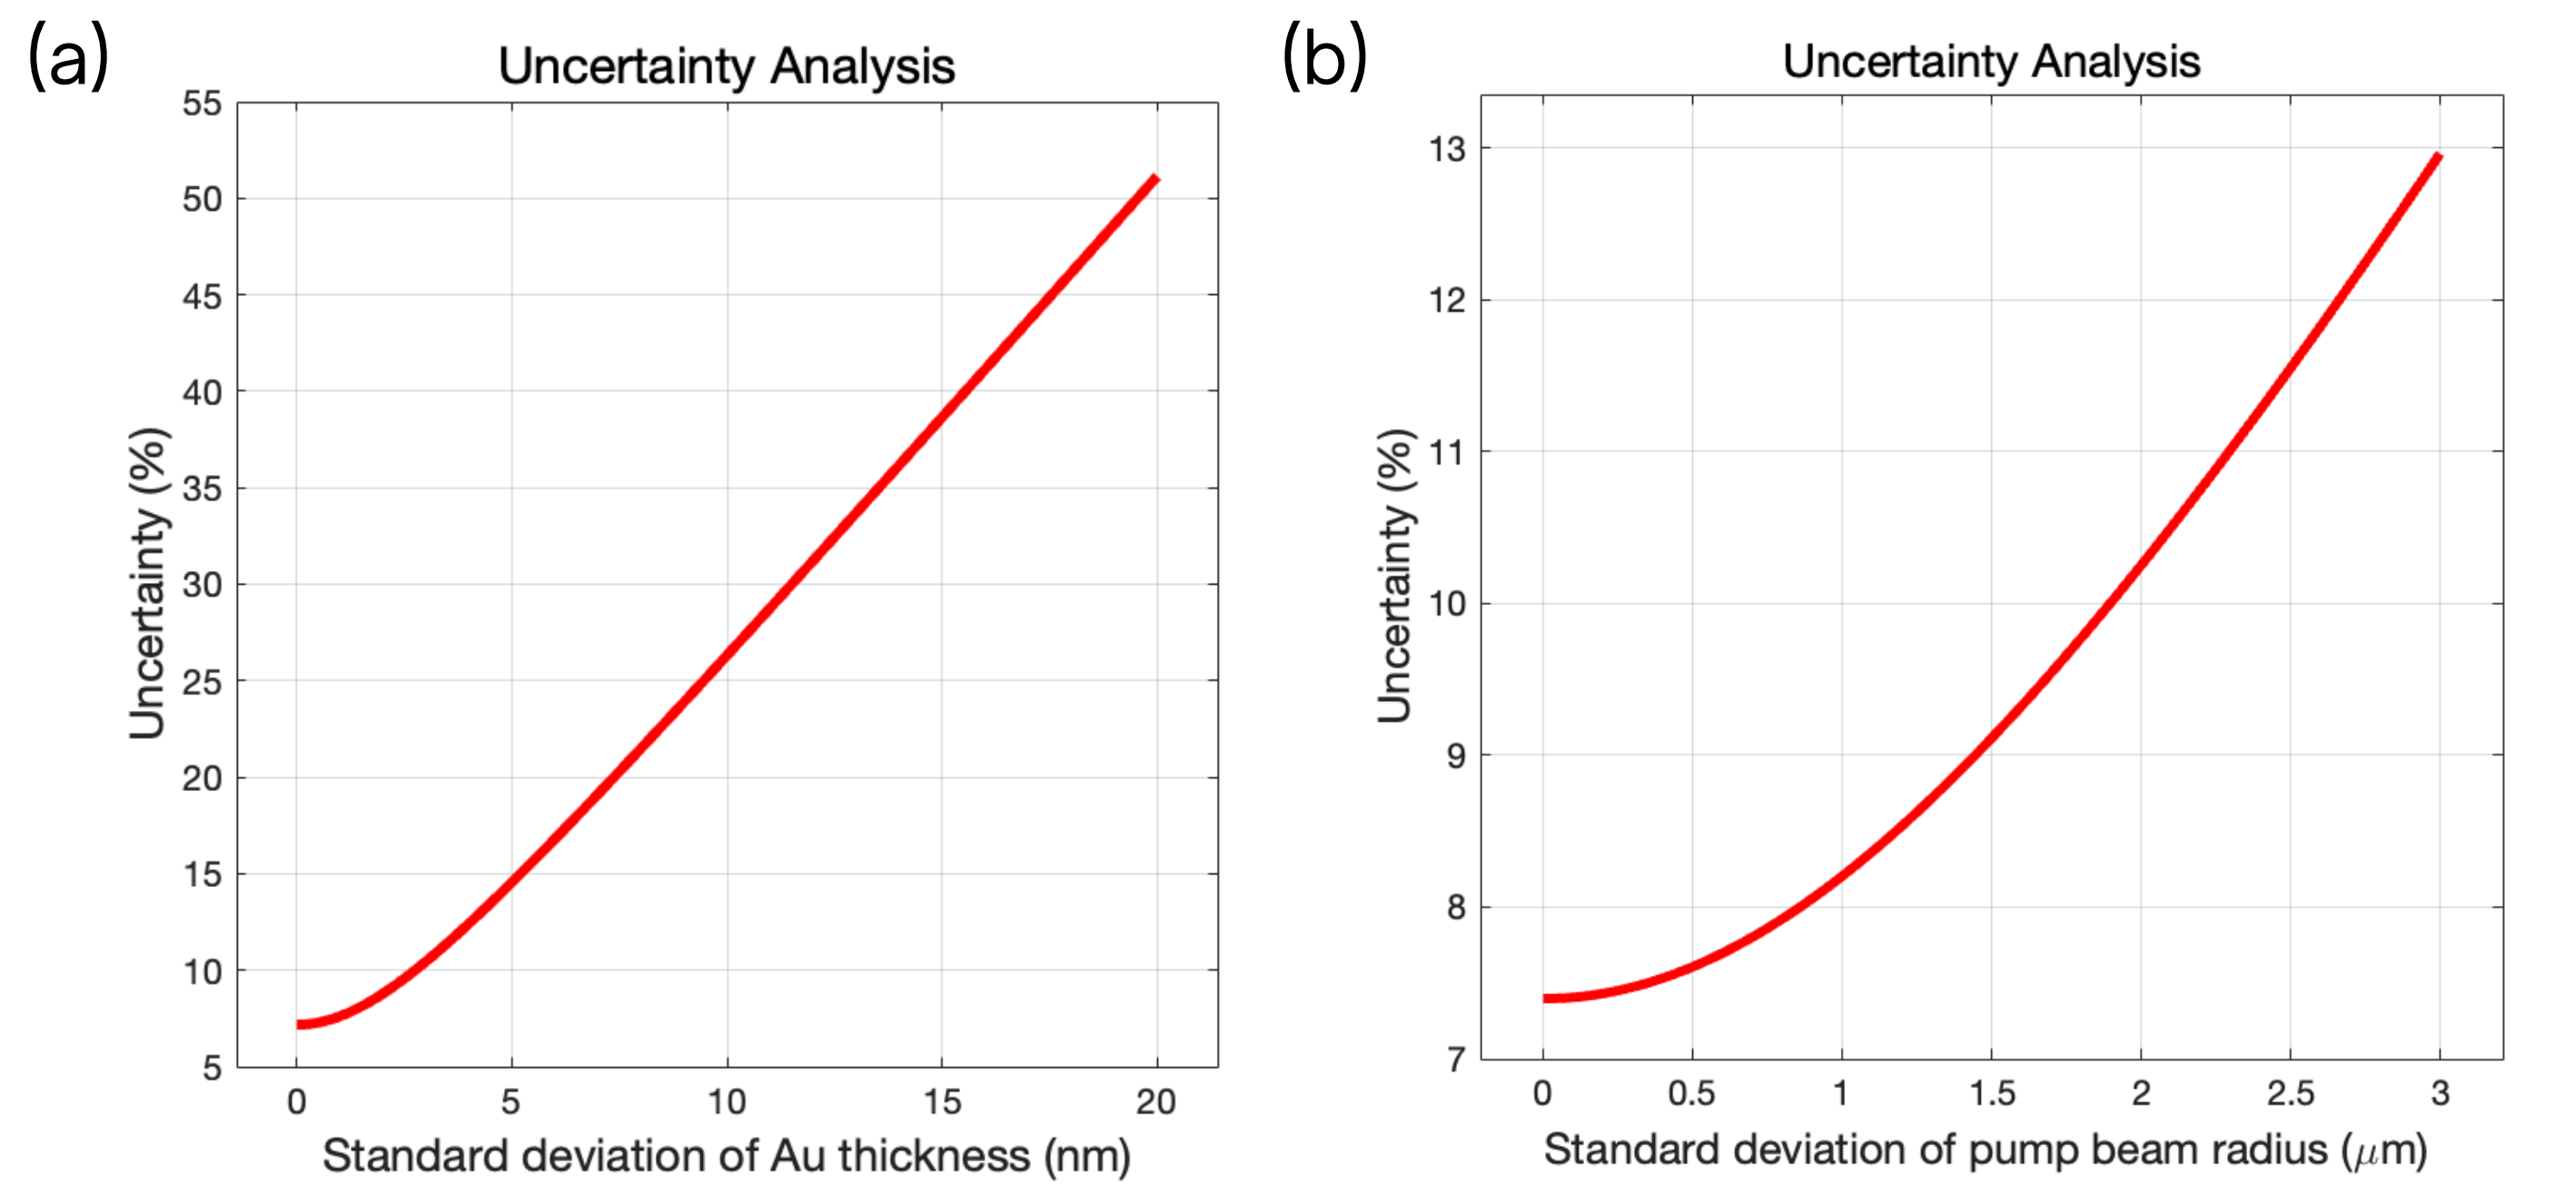 (a)
Uncertainty Analysis
55
50
45
40
35
30
25
20
15
10
5
Uncertainty (%)
0 5 10 15 20
Standard deviation of Au thickness (nm)
(b)
Uncertainty Analysis
13
12
11
10
9
8
7
Uncertainty (%)
0 0.5 1 1.5 2 2.5 3
Standard deviation of pump beam radius (μm)